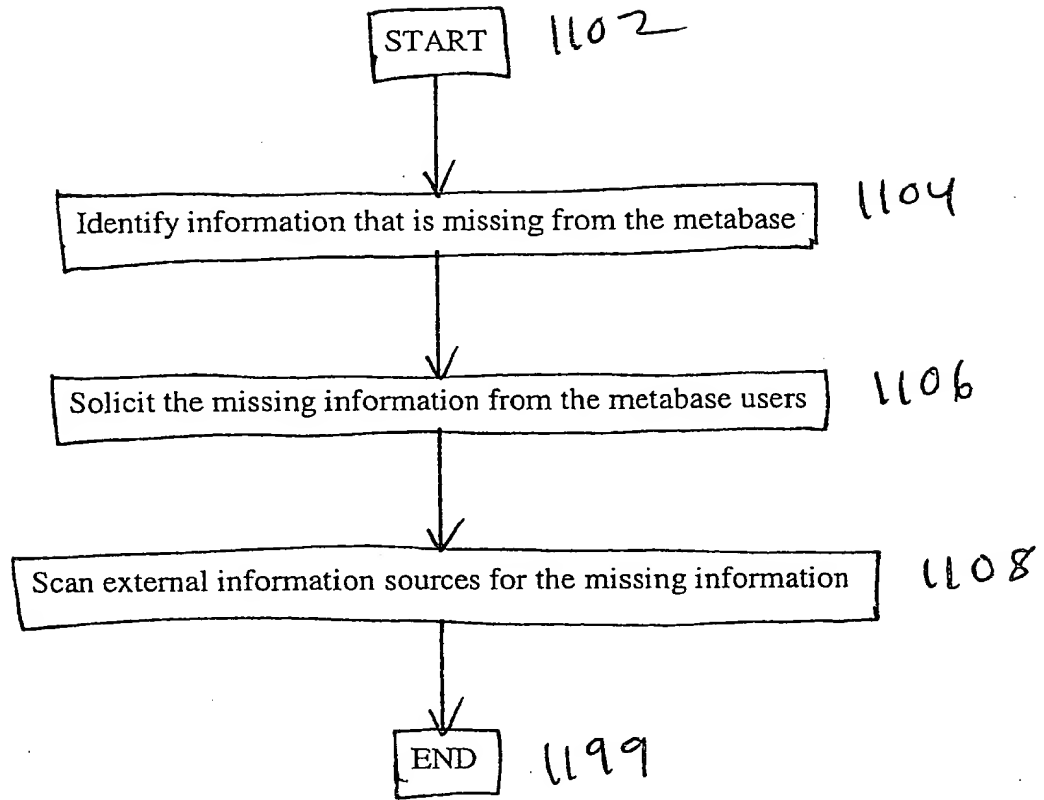 START 1102
Identify information that is missing from the metabase 1104
Solicit the missing information from the metabase users 1106
Scan external information sources for the missing information 1108
END 1199